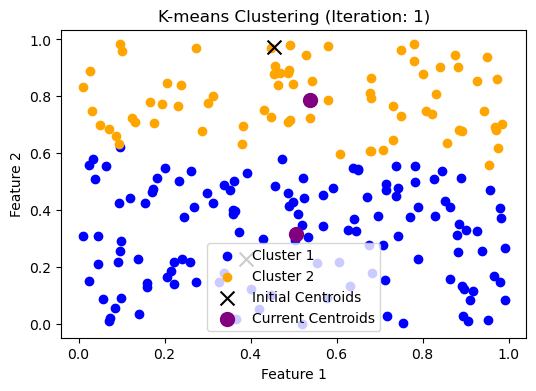 K-means Clustering (Iteration: 1)
1.0
0.8
0.6
0.4
0.2
0.0
Feature 2
Cluster 1
Cluster 2
Initial Centroids
Current Centroids
0.0 0.2 0.4 0.6 0.8 1.0
Feature 1